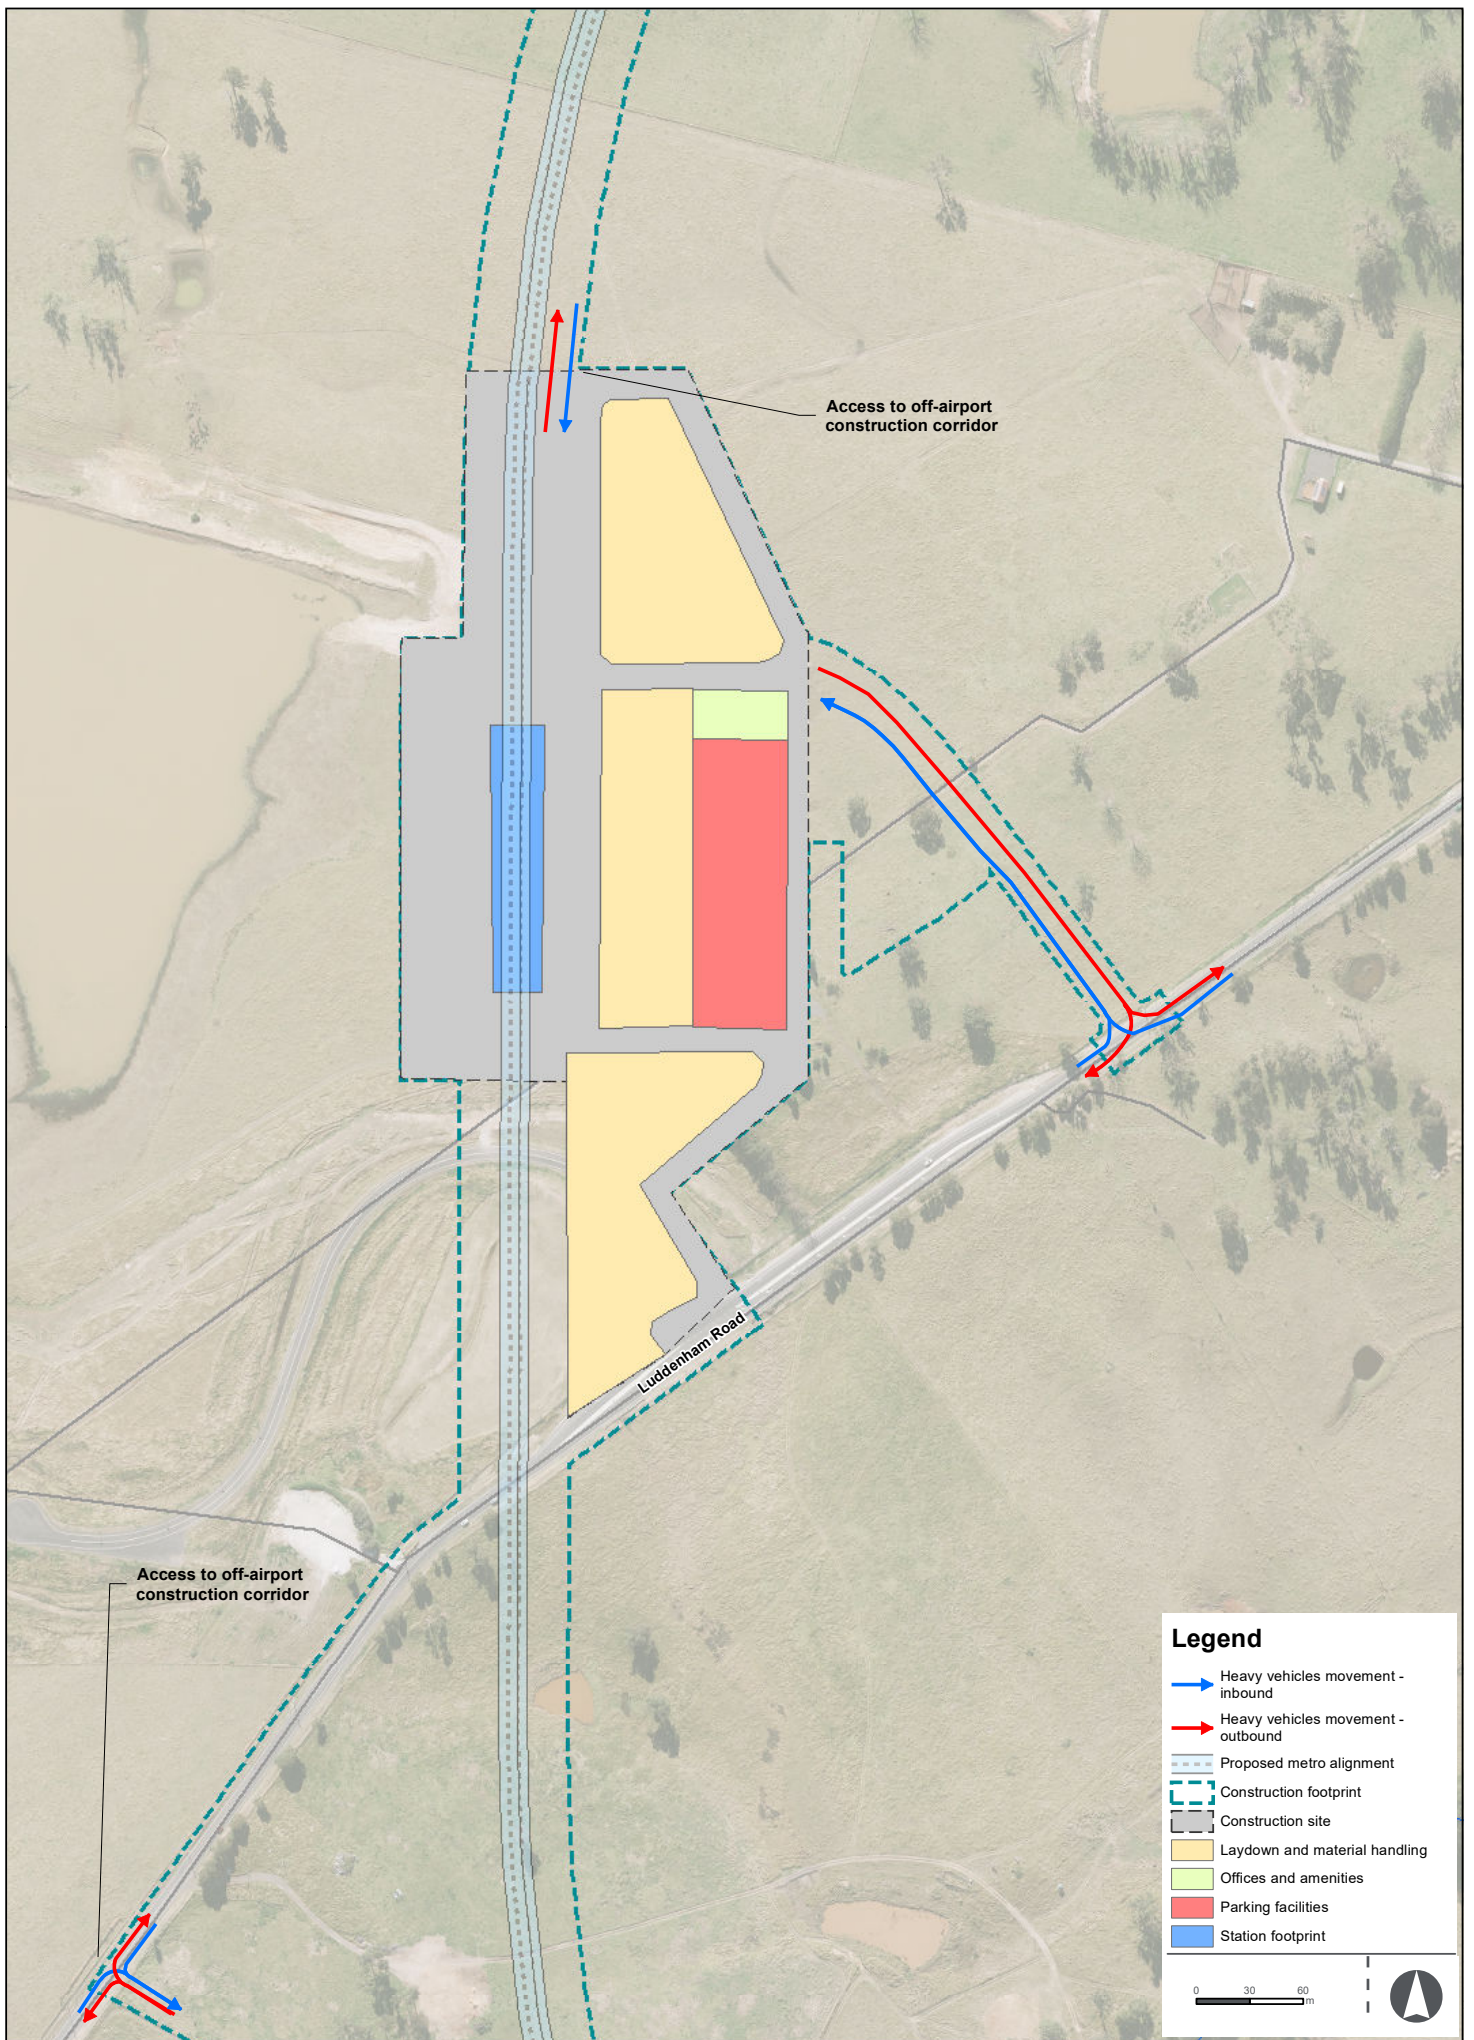 Access to off-airport
construction corridor
Luddenham Road
Access to off-airport
construction corridor
Legend
Heavy vehicles movement -
inbound
Heavy vehicles movement -
outbound
Proposed metro alignment
Construction footprint
Construction site
Laydown and material handling
Offices and amenities
Parking facilities
Station footprint
0 30 60
m